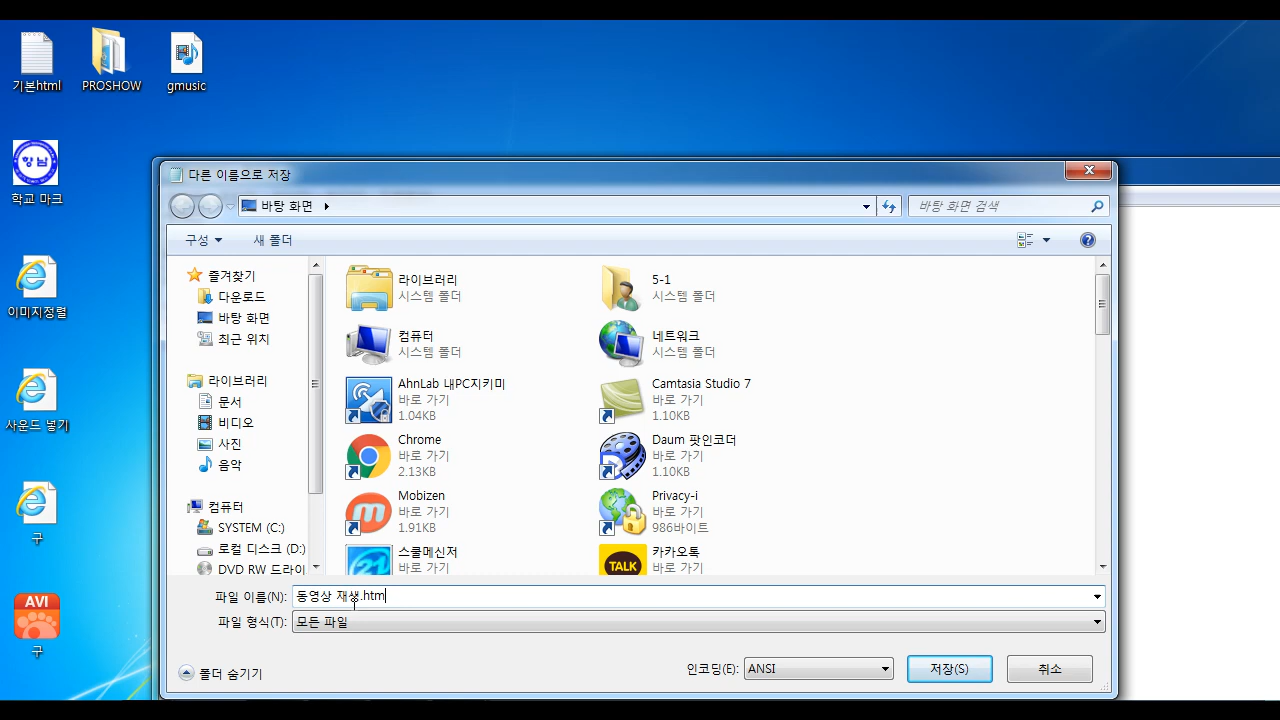 기본html
PROSHOW
gmusic
향남
학교 마크
이미지정렬
사운드 넣기
구
AVI
구
다른 이름으로 저장
바탕 화면
바탕 화면 검색
구성
새 폴더
즐겨찾기
다운로드
바탕 화면
최근 위치
라이브러리
문서
비디오
사진
음악
컴퓨터
SYSTEM (C:)
로컬 디스크 (D:)
DVD RW 드라이
라이브러리
시스템 폴더
5-1
시스템 폴더
컴퓨터
시스템 폴더
네트워크
시스템 폴더
AhnLab 내PC지키미
바로 가기
1.04KB
Camtasia Studio 7
바로 가기
1.10KB
Chrome
바로 가기
2.13KB
Daum 팟인코더
바로 가기
1.10KB
Mobizen
바로 가기
1.91KB
Privacy-i
바로 가기
986바이트
21
스쿨메신저
바로 가기
TALK
카카오톡
바로 가기
파일 이름(N):
동영상 재생.htm
파일 형식(T):
모든 파일
폴더 숨기기
인코딩(E):
ANSI
저장(S)
취소